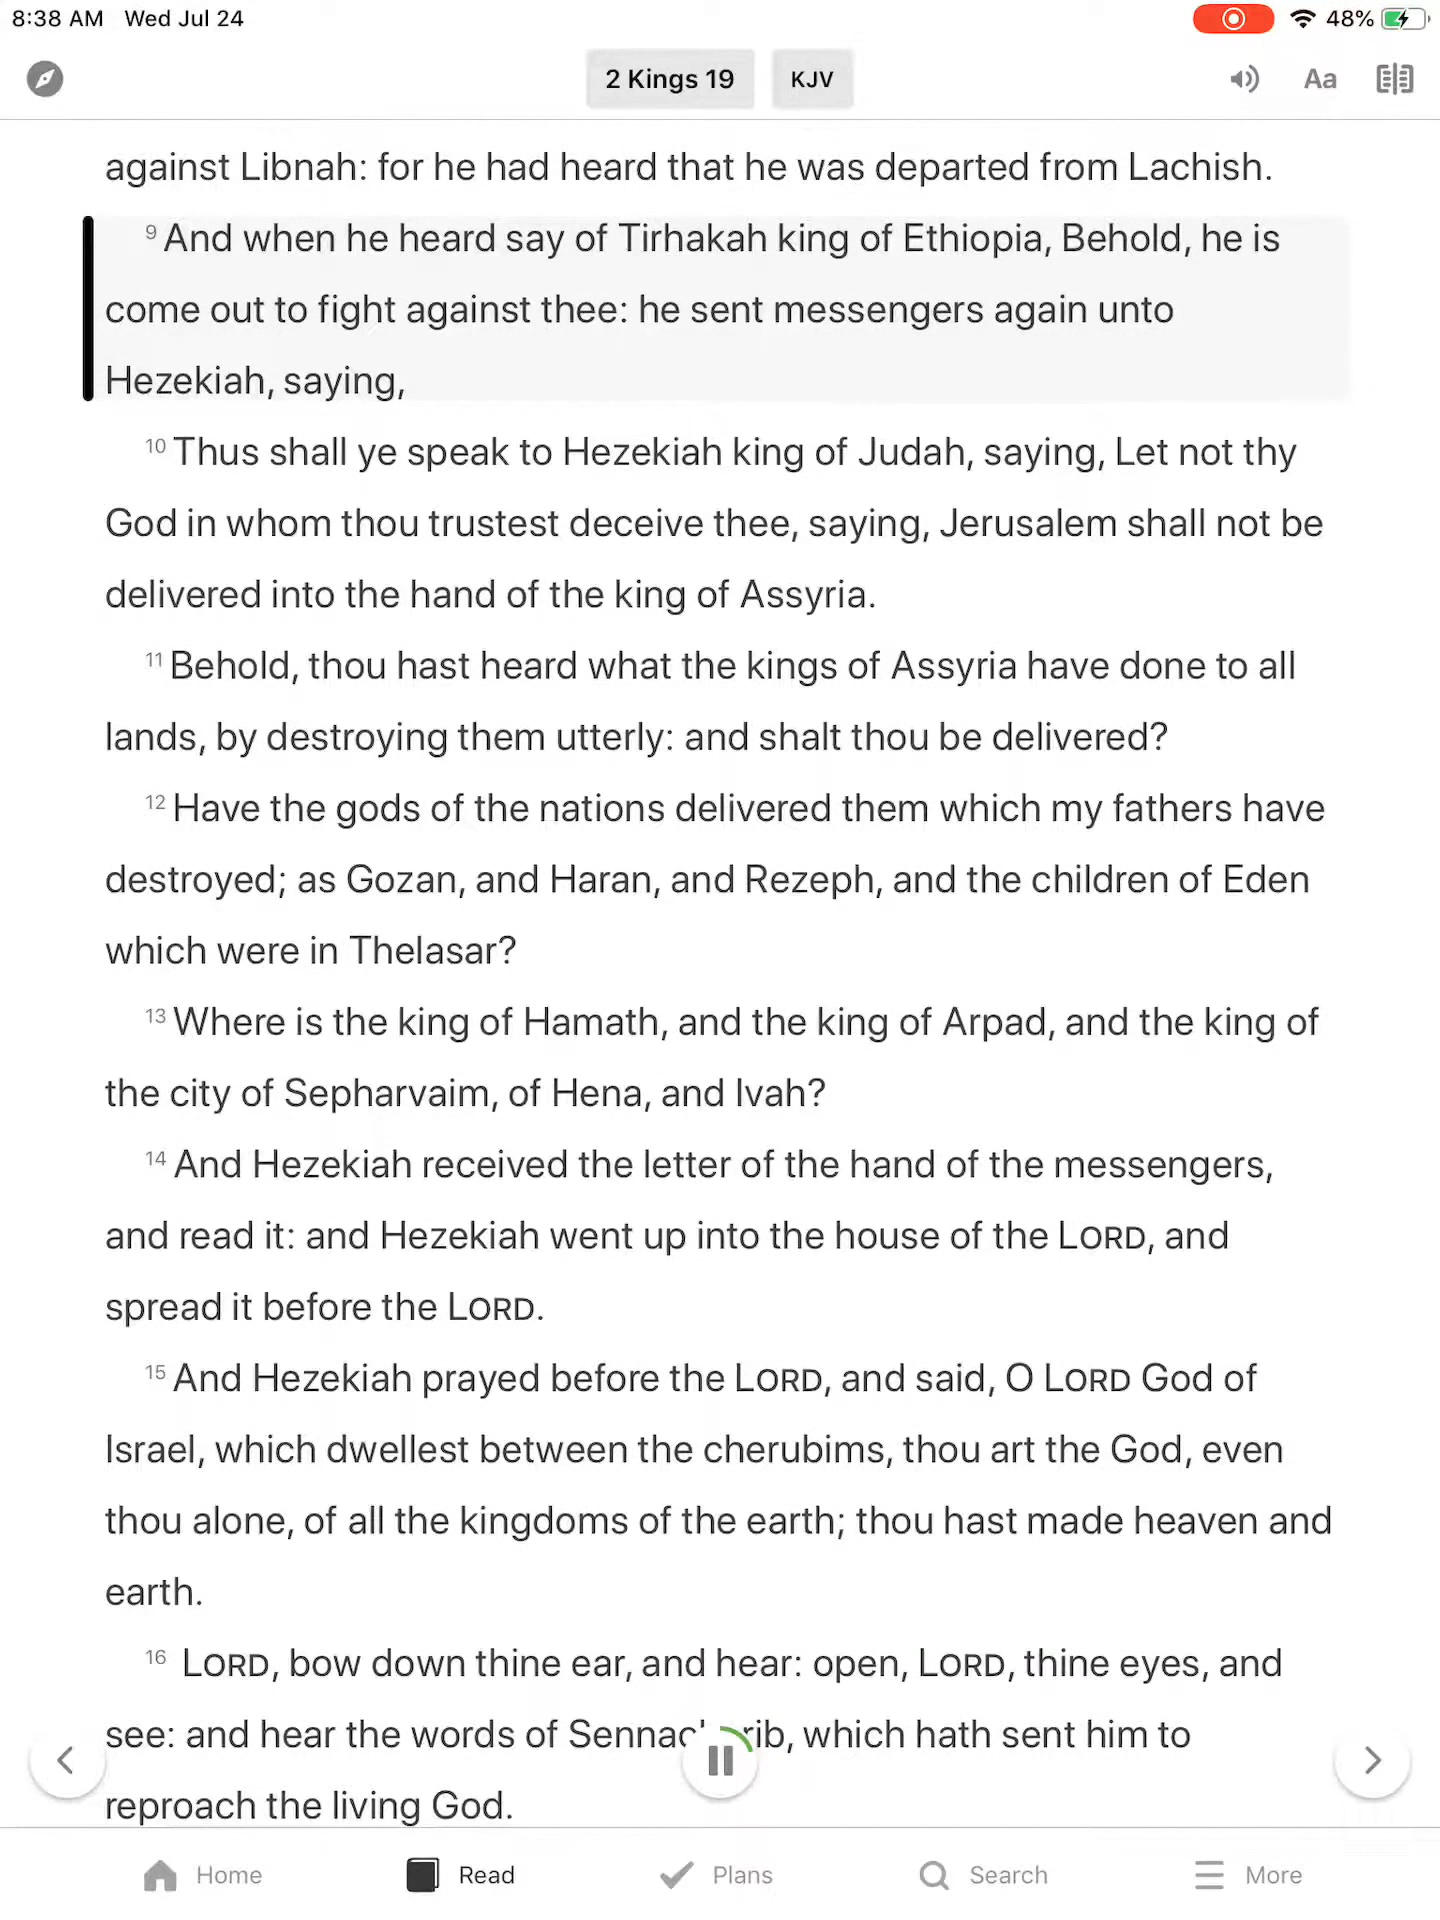 8:38 AM Wed Jul 24 48%
2 Kings 19 KJV Aa
against Libnah: for he had heard that he was departed from Lachish.
9 And when he heard say of Tirhakah king of Ethiopia, Behold, he is
come out to fight against thee: he sent messengers again unto
Hezekiah, saying,
10 Thus shall ye speak to Hezekiah king of Judah, saying, Let not thy
God in whom thou trustest deceive thee, saying, Jerusalem shall not be
delivered into the hand of the king of Assyria.
11 Behold, thou hast heard what the kings of Assyria have done to all
lands, by destroying them utterly: and shalt thou be delivered?
12 Have the gods of the nations delivered them which my fathers have
destroyed; as Gozan, and Haran, and Rezeph, and the children of Eden
which were in Thelasar?
13 Where is the king of Hamath, and the king of Arpad, and the king of
the city of Sepharvaim, of Hena, and Ivah?
14 And Hezekiah received the letter of the hand of the messengers,
and read it: and Hezekiah went up into the house of the LORD, and
spread it before the LORD.
15 And Hezekiah prayed before the LORD, and said, O LORD God of
Israel, which dwellest between the cherubims, thou art the God, even
thou alone, of all the kingdoms of the earth; thou hast made heaven and
earth.
16 LORD, bow down thine ear, and hear: open, LORD, thine eyes, and
see: and hear the words of Sennacherib, which hath sent him to
reproach the living God.
Home Read Plans Search More